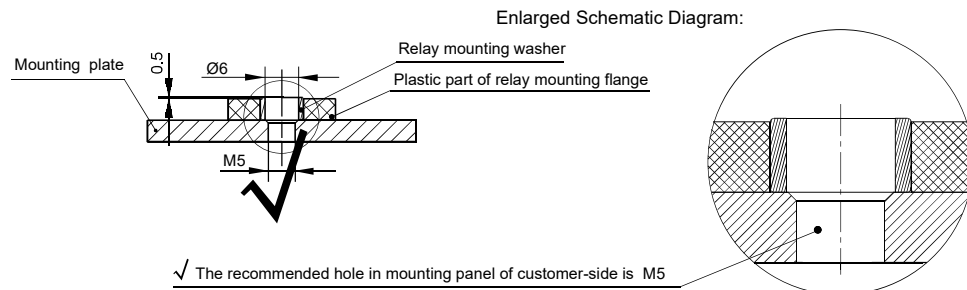 Enlarged Schematic Diagram:
Relay mounting washer
Mounting plate
0.5
Ø6
Plastic part of relay mounting flange
M5
√ The recommended hole in mounting panel of customer-side is M5